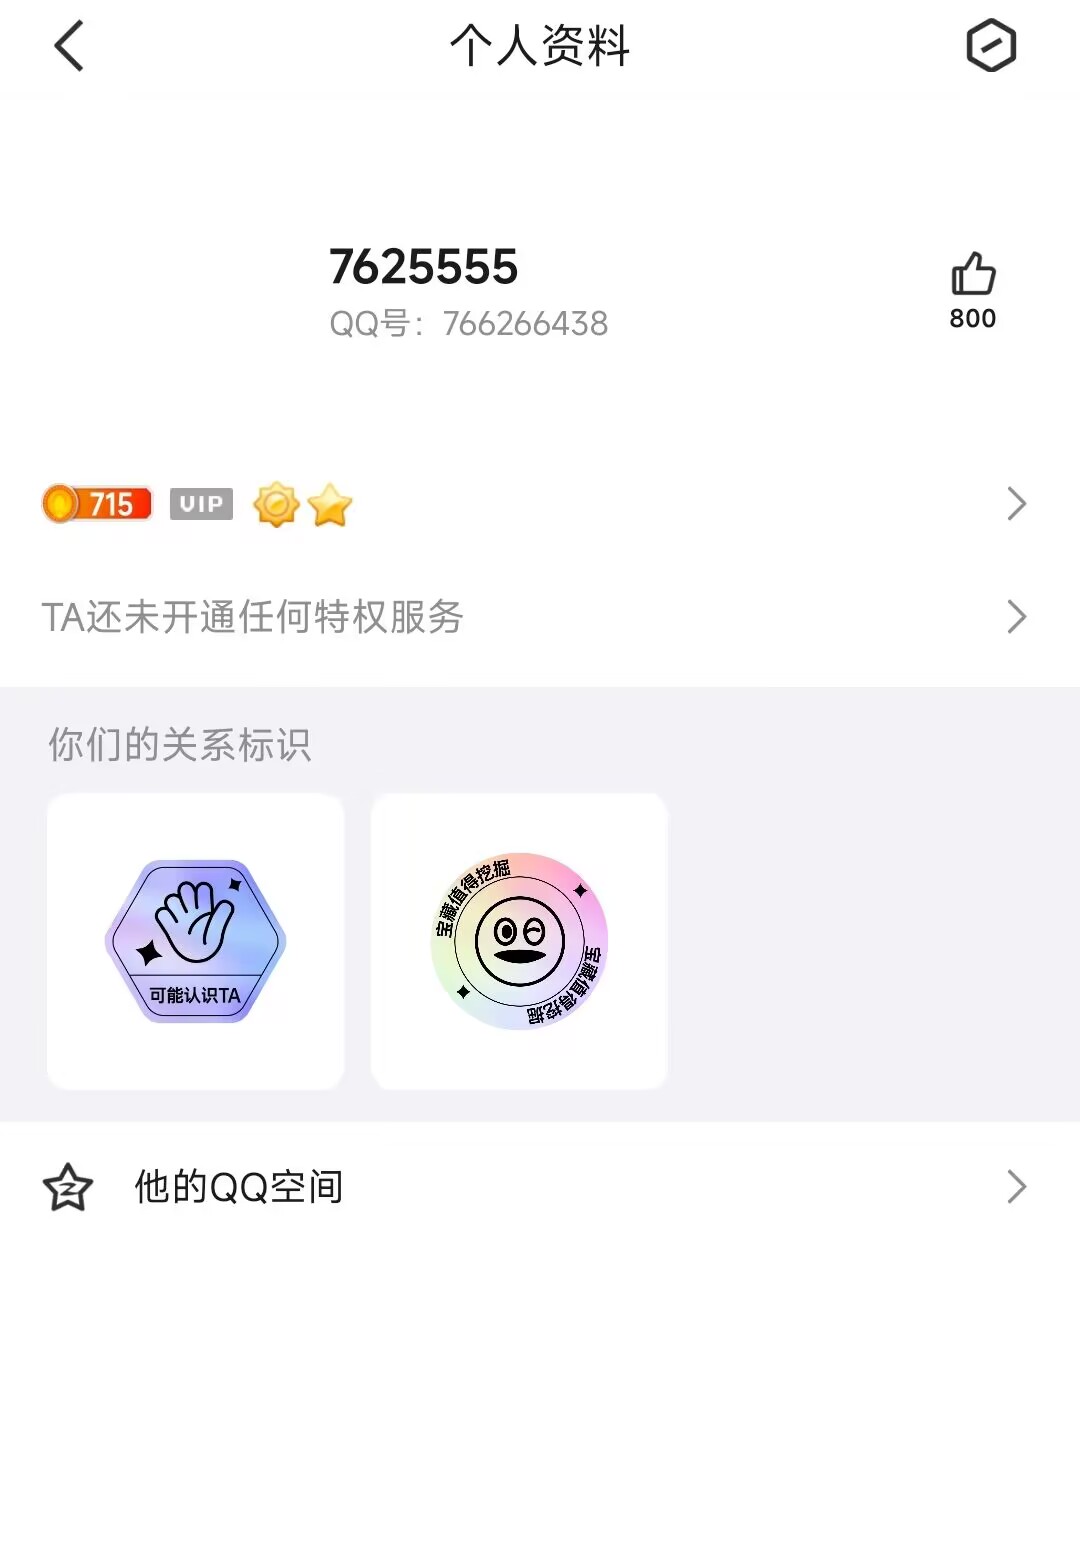 个人资料
7625555
QQ号：766266438
800
715
VIP
TA还未开通任何特权服务
你们的关系标识
可能认识TA
宝藏值得挖掘
宝藏值得挖掘
他的QQ空间